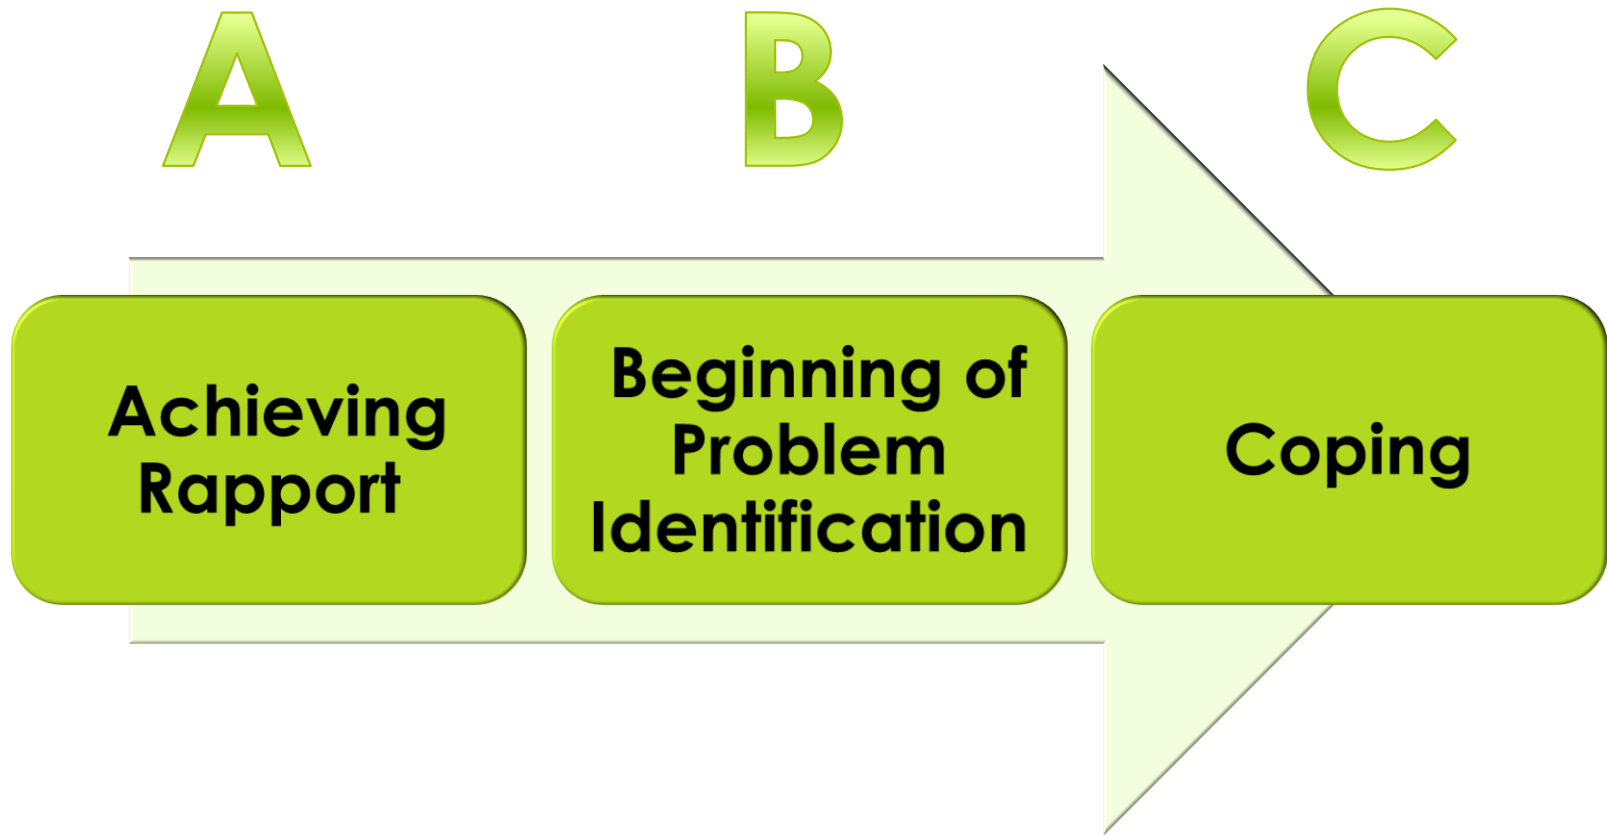 A
B
C
Achieving
Rapport
Beginning of
Problem
Identification
Coping